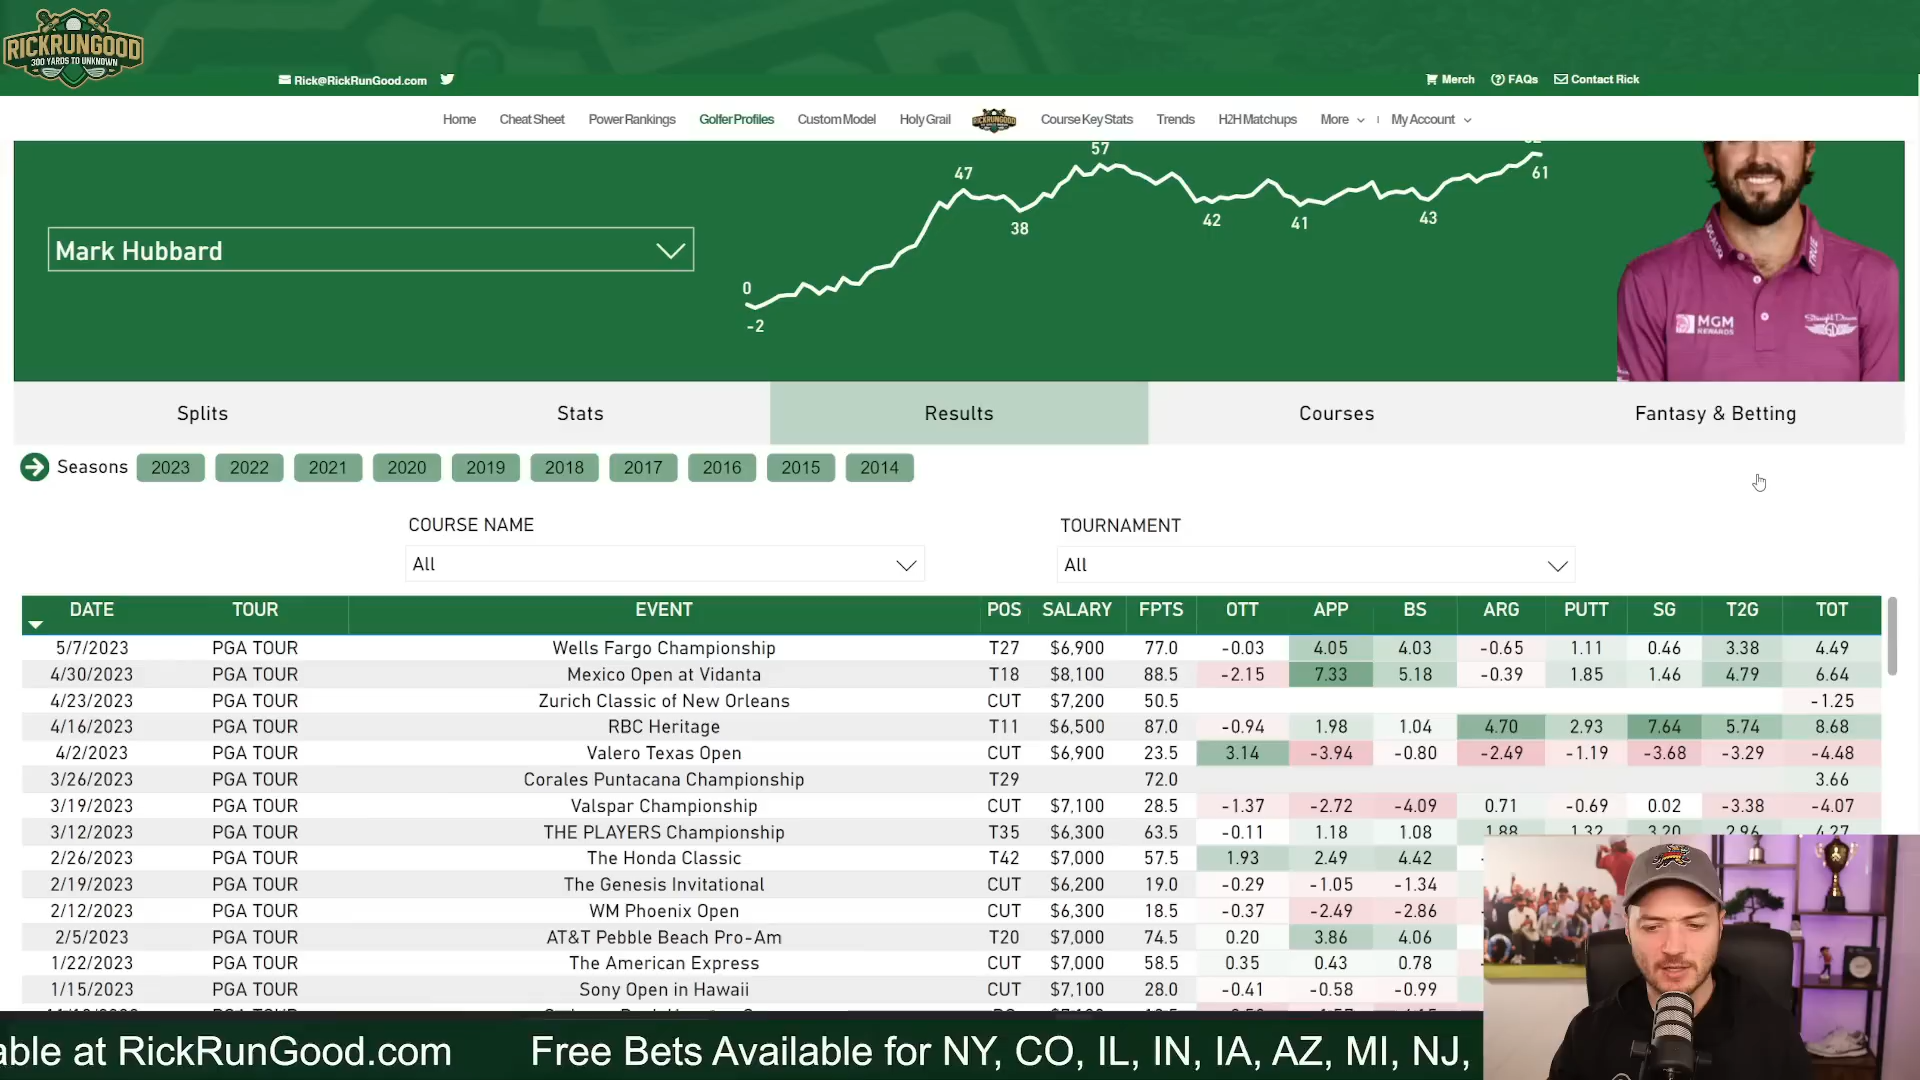 RICKRUNGOOD
300 YARDS TO UNKNOWN
Rick@RickRunGood.com
Merch FAQs Contact Rick
Home Cheat Sheet Power Rankings Golfer Profiles Custom Model Holy Grail RICKRUNGOOD Course Key Stats Trends H2H Matchups More My Account
57
47
61
38
42
41
43
0
-2
Mark Hubbard
MGM
REWARDS
Splits Stats Results Courses Fantasy & Betting
Seasons 2023 2022 2021 2020 2019 2018 2017 2016 2015 2014
COURSE NAME TOURNAMENT
All All
DATE TOUR EVENT POS SALARY FPTS OTT APP BS ARG PUTT SG T2G TOT
5/7/2023 PGA TOUR Wells Fargo Championship T27 $6,900 77.0 -0.03 4.05 4.03 -0.65 1.11 0.46 3.38 4.49
4/30/2023 PGA TOUR Mexico Open at Vidanta T18 $8,100 88.5 -2.15 7.33 5.18 -0.39 1.85 1.46 4.79 6.64
4/23/2023 PGA TOUR Zurich Classic of New Orleans CUT $7,200 50.5 -1.25
4/16/2023 PGA TOUR RBC Heritage T11 $6,500 87.0 -0.94 1.98 1.04 4.70 2.93 7.64 5.74 8.68
4/2/2023 PGA TOUR Valero Texas Open CUT $6,900 23.5 3.14 -3.94 -0.80 -2.49 -1.19 -3.68 -3.29 -4.48
3/26/2023 PGA TOUR Corales Puntacana Championship T29 72.0 3.66
3/19/2023 PGA TOUR Valspar Championship CUT $7,100 28.5 -1.37 -2.72 -4.09 0.71 -0.69 0.02 -3.38 -4.07
3/12/2023 PGA TOUR THE PLAYERS Championship T35 $6,300 63.5 -0.11 1.18 1.08 1.88 1.32 3.20 2.96 4.27
2/26/2023 PGA TOUR The Honda Classic T42 $7,000 57.5 1.93 2.49 4.42
2/19/2023 PGA TOUR The Genesis Invitational CUT $6,200 19.0 -0.29 -1.05 -1.34
2/12/2023 PGA TOUR WM Phoenix Open CUT $6,300 18.5 -0.37 -2.49 -2.86
2/5/2023 PGA TOUR AT&T Pebble Beach Pro-Am T20 $7,000 74.5 0.20 3.86 4.06
1/22/2023 PGA TOUR The American Express CUT $7,000 58.5 0.35 0.43 0.78
1/15/2023 PGA TOUR Sony Open in Hawaii CUT $7,100 28.0 -0.41 -0.58 -0.99
able at RickRunGood.com Free Bets Available for NY, CO, IL, IN, IA, AZ, MI, NJ,